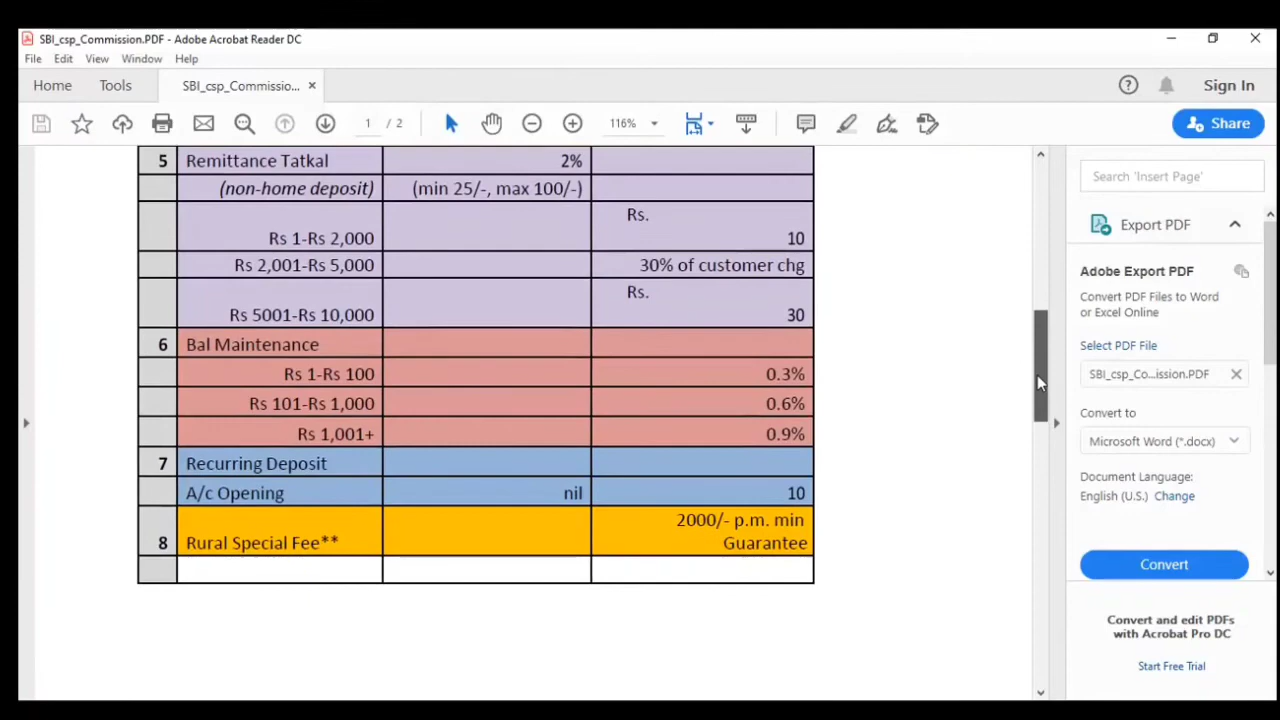 SBI_csp_Commission.PDF - Adobe Acrobat Reader DC
File Edit View Window Help
Home Tools SBI_csp_Commissio... × Sign In
1 / 2 116% Share
5 Remittance Tatkal 2%
(non-home deposit) (min 25/-, max 100/-)
Rs.
Rs 1-Rs 2,000 10
Rs 2,001-Rs 5,000 30% of customer chg
Rs.
Rs 5001-Rs 10,000 30
6 Bal Maintenance
Rs 1-Rs 100 0.3%
Rs 101-Rs 1,000 0.6%
Rs 1,001+ 0.9%
7 Recurring Deposit
A/c Opening nil 10
2000/- p.m. min
8 Rural Special Fee** Guarantee
Search 'Insert Page'
Export PDF
Adobe Export PDF
Convert PDF Files to Word
or Excel Online
Select PDF File
SBI_csp_Co...ission.PDF ×
Convert to
Microsoft Word (*.docx)
Document Language:
English (U.S.) Change
Convert
Convert and edit PDFs
with Acrobat Pro DC
Start Free Trial